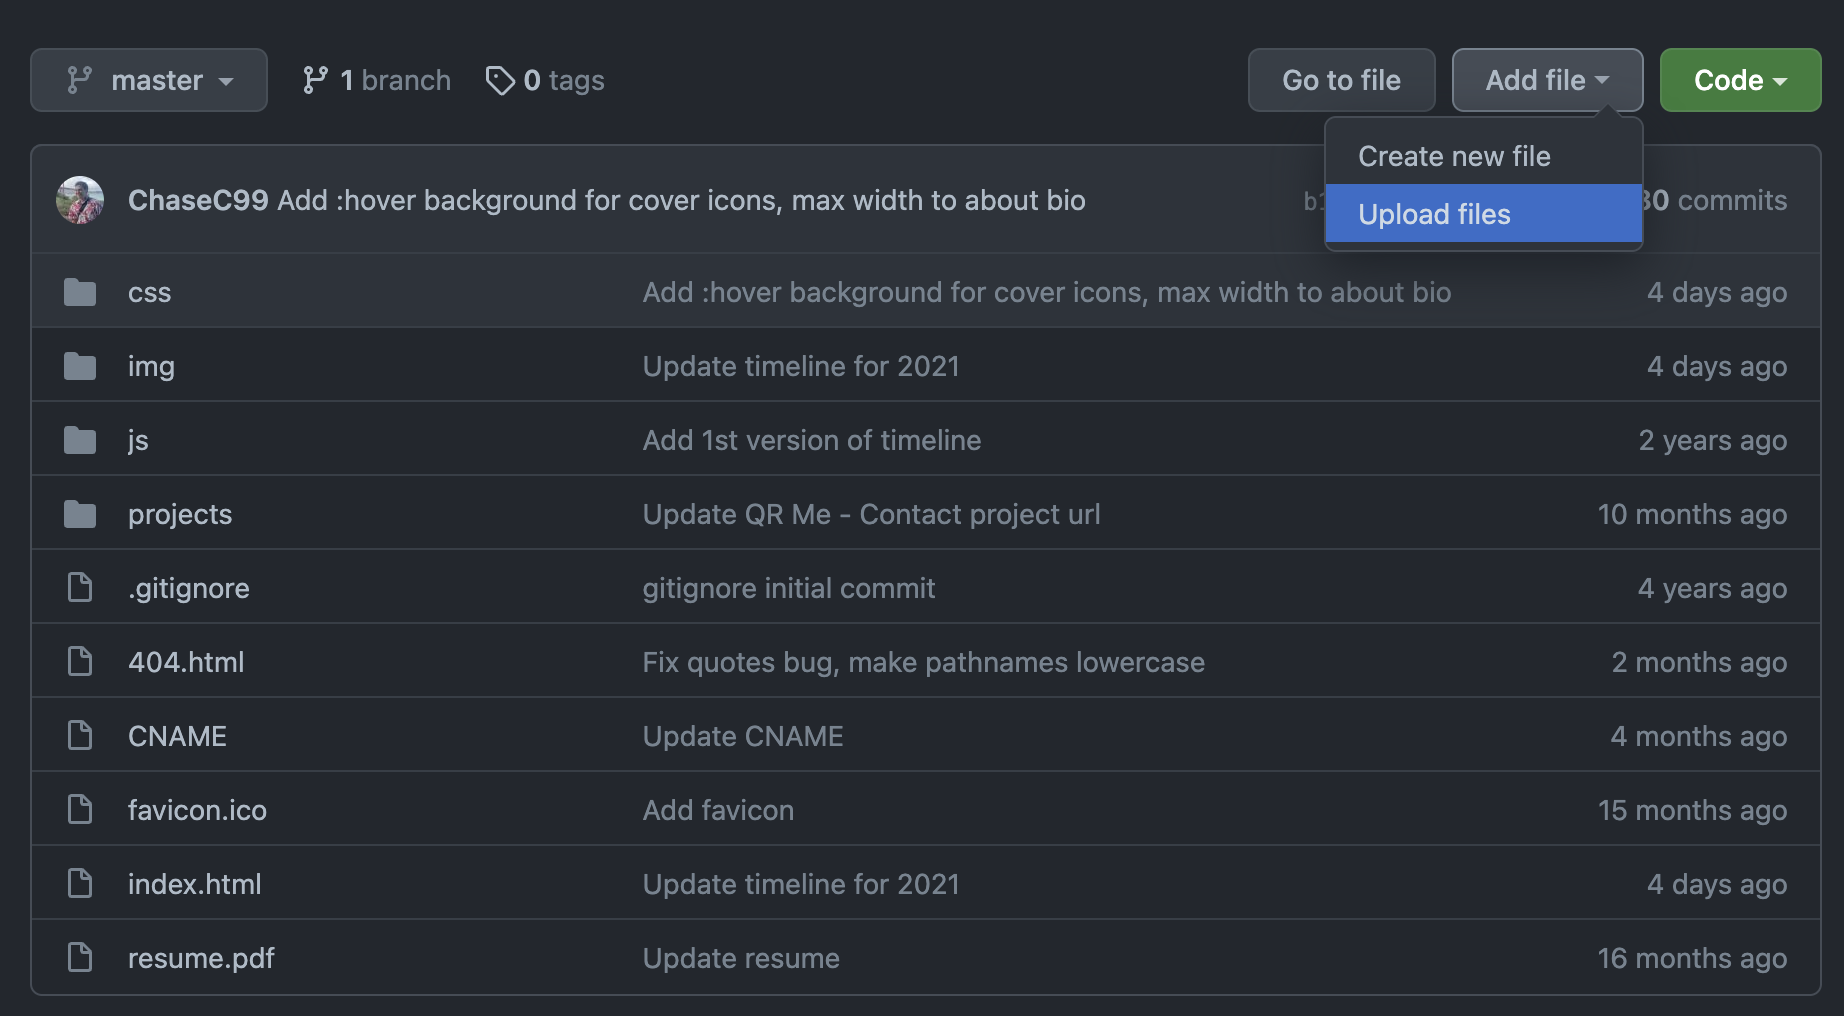 master
1 branch
0 tags
Go to file
Add file
Code
Create new file
Upload files
ChaseC99 Add :hover background for cover icons, max width to about bio
commits
css Add :hover background for cover icons, max width to about bio 4 days ago
img Update timeline for 2021 4 days ago
js Add 1st version of timeline 2 years ago
projects Update QR Me - Contact project url 10 months ago
.gitignore gitignore initial commit 4 years ago
404.html Fix quotes bug, make pathnames lowercase 2 months ago
CNAME Update CNAME 4 months ago
favicon.ico Add favicon 15 months ago
index.html Update timeline for 2021 4 days ago
resume.pdf Update resume 16 months ago